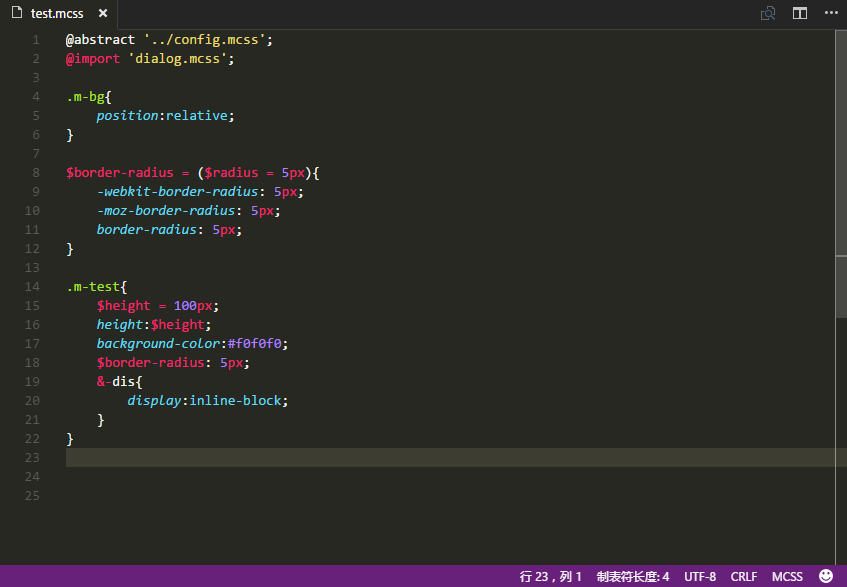 test.mcss
1 @abstract '../config.mcss';
2 @import 'dialog.mcss';
3
4 .m-bg{
5     position:relative;
6 }
7
8 $border-radius = ($radius = 5px){
9     -webkit-border-radius: 5px;
10     -moz-border-radius: 5px;
11     border-radius: 5px;
12 }
13
14 .m-test{
15     $height = 100px;
16     height:$height;
17     background-color:#f0f0f0;
18     $border-radius: 5px;
19     &-dis{
20         display:inline-block;
21     }
22 }
23
24
25
行 23，列 1 制表符长度: 4 UTF-8 CRLF MCSS